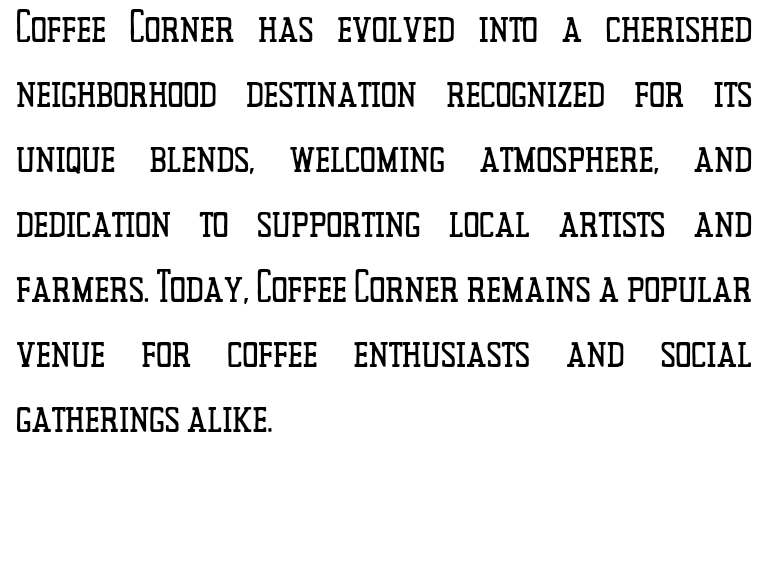 Coffee Corner has evolved into a cherished
neighborhood destination recognized for its
unique blends, welcoming atmosphere, and
dedication to supporting local artists and
farmers. Today, Coffee Corner remains a popular
venue for coffee enthusiasts and social
gatherings alike.